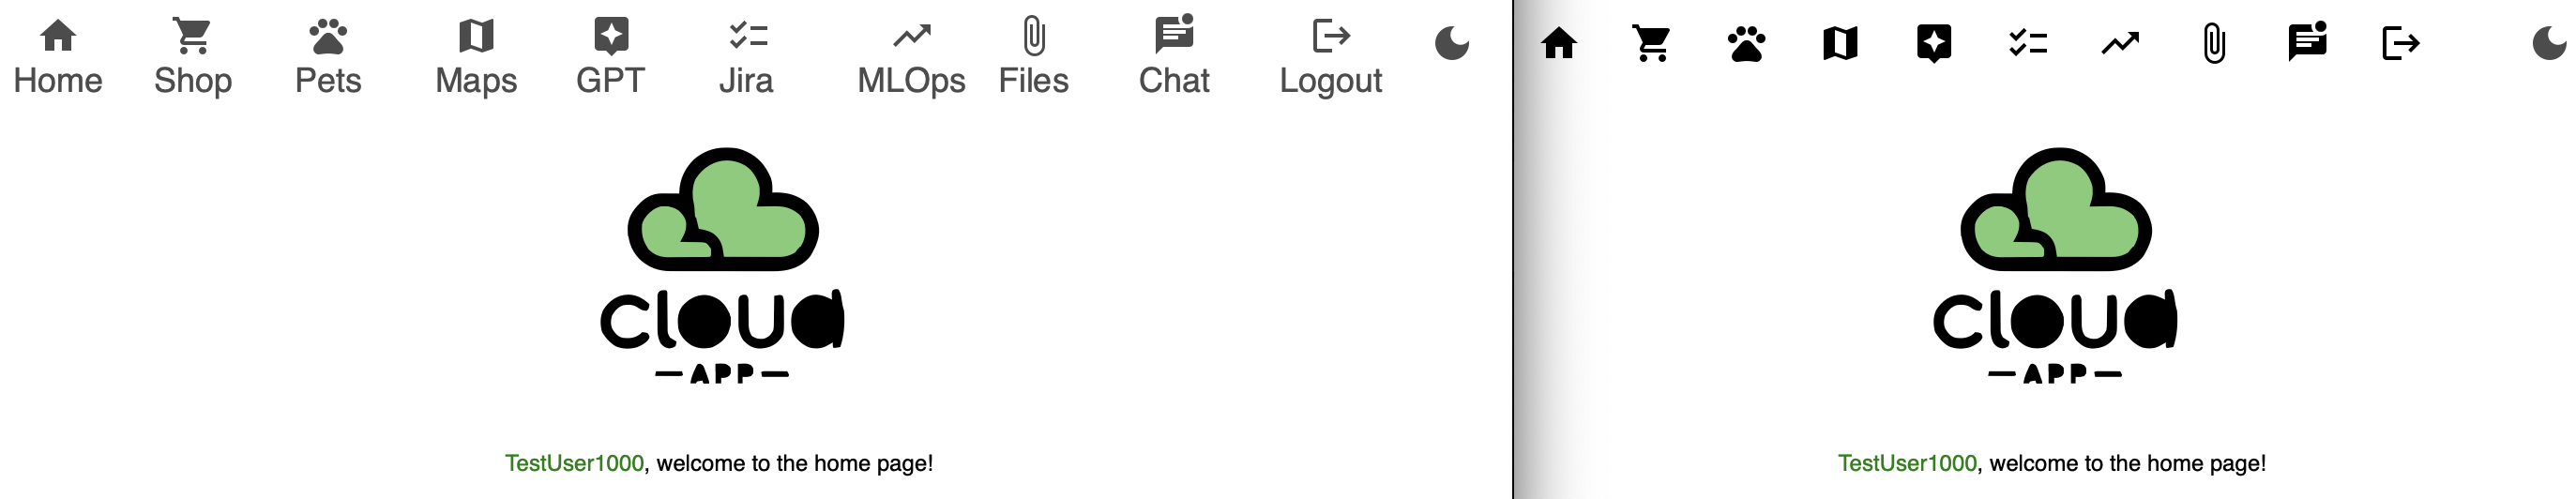 Home Shop Pets Maps GPT Jira MLOps Files Chat Logout
cloud
APP
TestUser1000, welcome to the home page!
cloud
APP
TestUser1000, welcome to the home page!